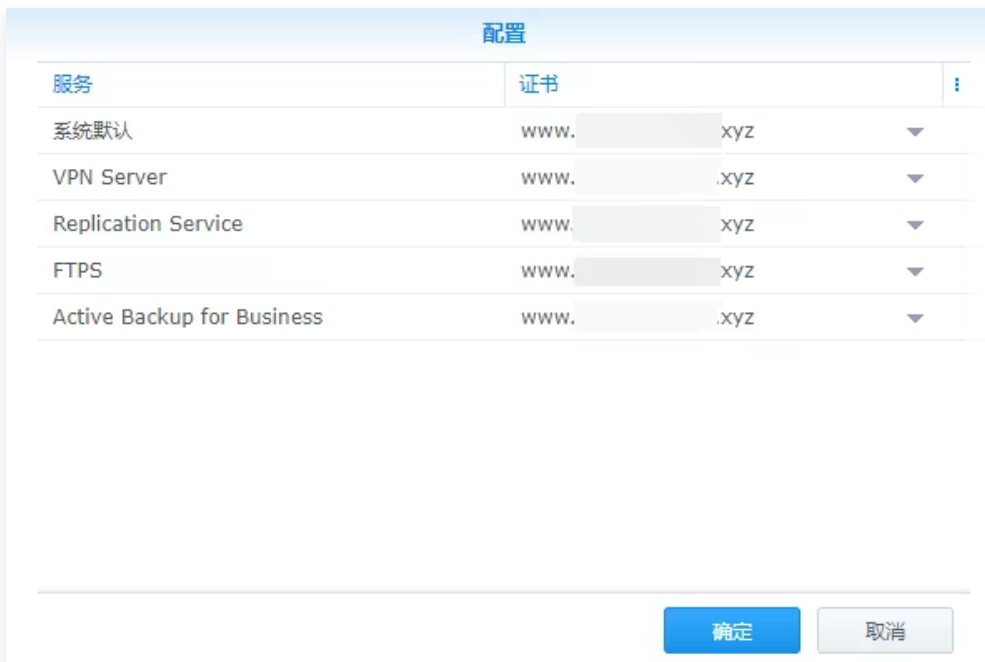 配置
服务 证书
系统默认 www. xyz
VPN Server www. .xyz
Replication Service www. xyz
FTPS www. xyz
Active Backup for Business www. .xyz
确定 取消